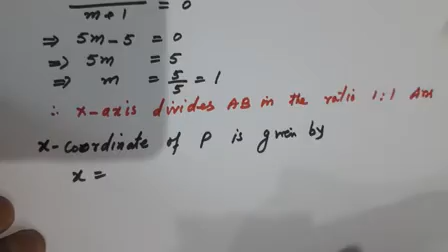 m+1 = 0
⇒ 5m - 5 = 0
⇒ 5m = 5
⇒ m = 5/5 = 1
∴ x-axis divides AB in the ratio 1:1 Ans
x-coordinate of P is given by
x =